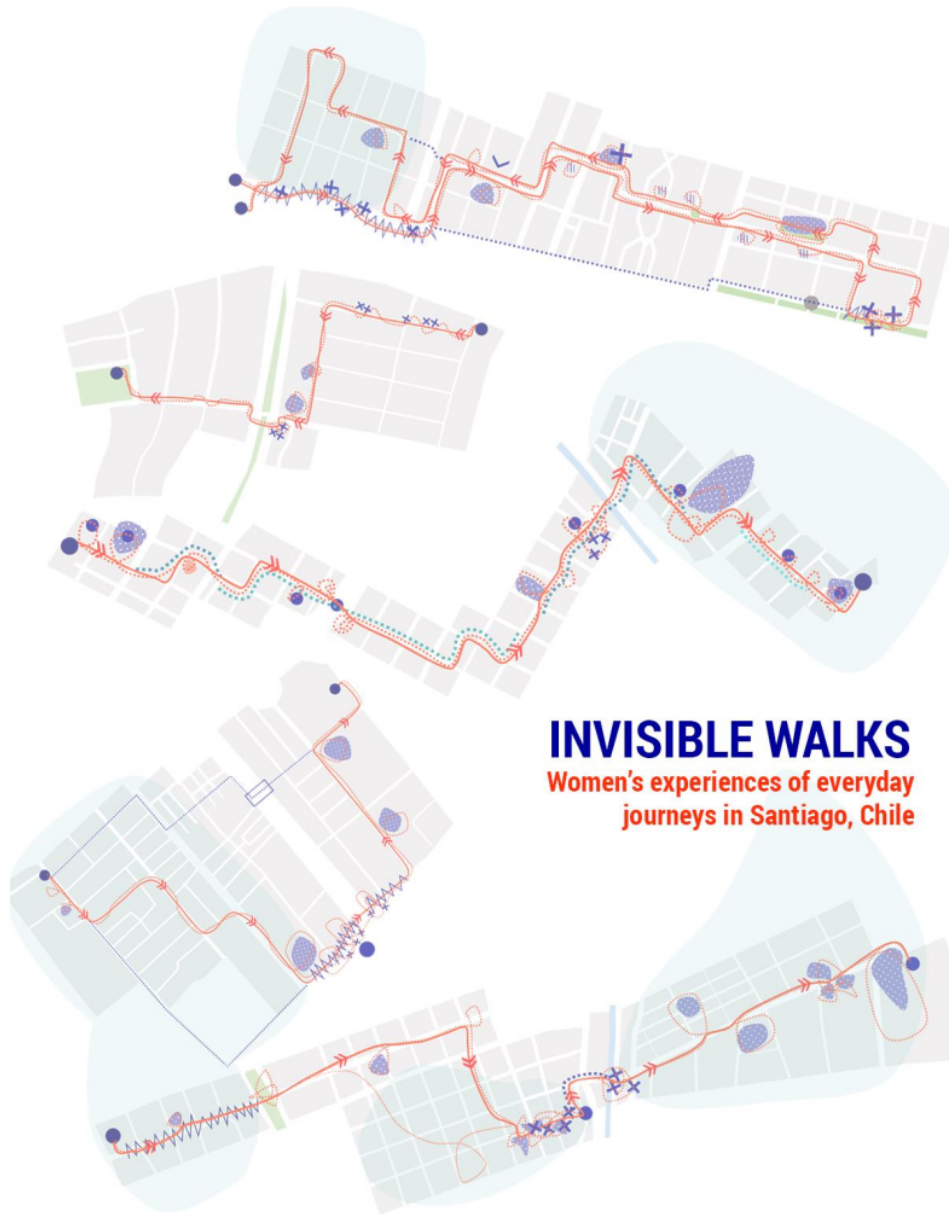 INVISIBLE WALKS
Women's experiences of everyday
journeys in Santiago, Chile